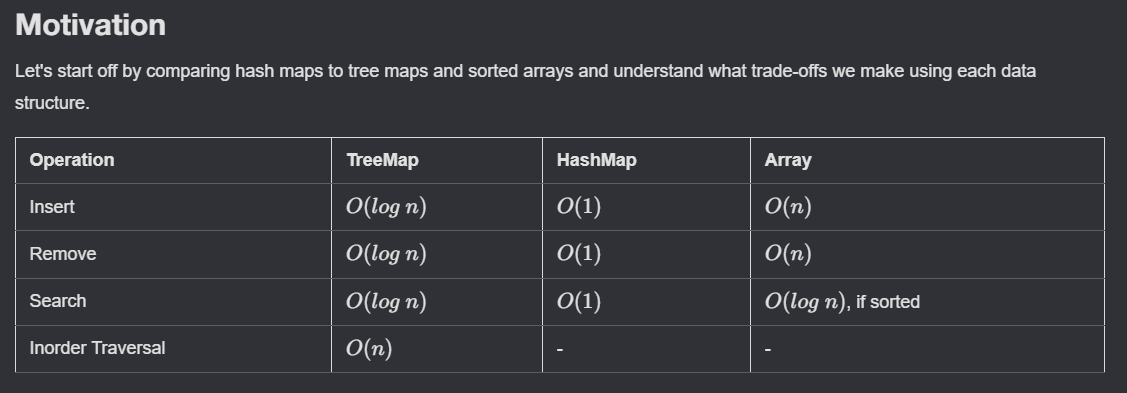 Motivation
Let's start off by comparing hash maps to tree maps and sorted arrays and understand what trade-offs we make using each data
structure.
Operation TreeMap HashMap Array
Insert O(log n) O(1) O(n)
Remove O(log n) O(1) O(n)
Search O(log n) O(1) O(log n), if sorted
Inorder Traversal O(n) - -